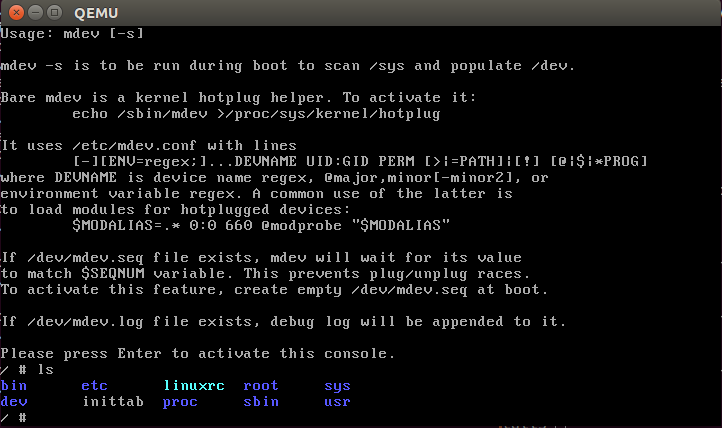 QEMU
Usage: mdev [-s]
mdev -s is to be run during boot to scan /sys and populate /dev.
Bare mdev is a kernel hotplug helper. To activate it:
echo /sbin/mdev >/proc/sys/kernel/hotplug
It uses /etc/mdev.conf with lines
[-][ENV=regex;]...DEVNAME UID:GID PERM [>|=PATH]|[!] [@|$|*PROG]
where DEVNAME is device name regex, @major,minor[-minor2], or
environment variable regex. A common use of the latter is
to load modules for hotplugged devices:
$MODALIAS=.* 0:0 660 @modprobe "$MODALIAS"
If /dev/mdev.seq file exists, mdev will wait for its value
to match $SEQNUM variable. This prevents plug/unplug races.
To activate this feature, create empty /dev/mdev.seq at boot.
If /dev/mdev.log file exists, debug log will be appended to it.
Please press Enter to activate this console.
/ # ls
bin etc linuxrc root sys
dev inittab proc sbin usr
/ #